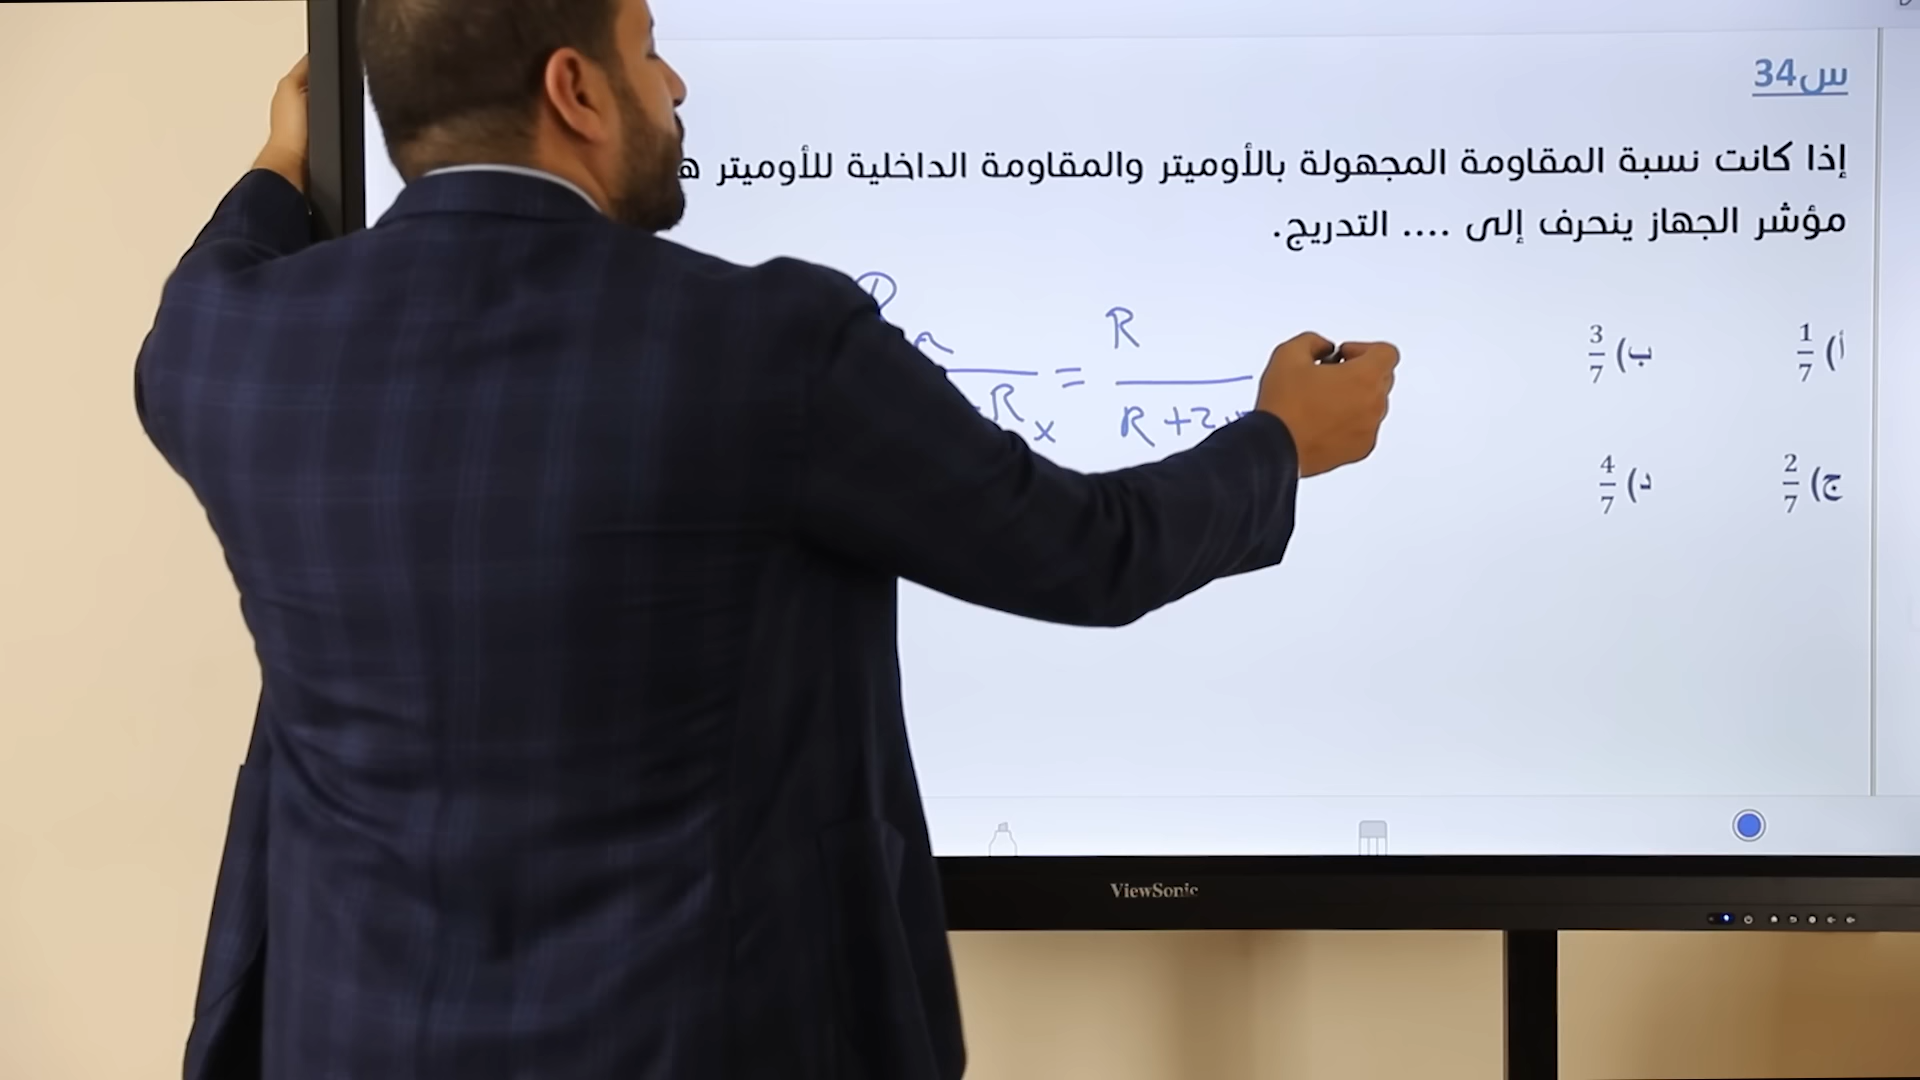 س34
إذا كانت نسبة المقاومة المجهولة بالأوميتر والمقاومة الداخلية للأوميتر
مؤشر الجهاز ينحرف إلى .... التدريج.
أ) 1/7
ب) 3/7
ج) 2/7
د) 4/7
R
= R
x
R +2
ViewSonic